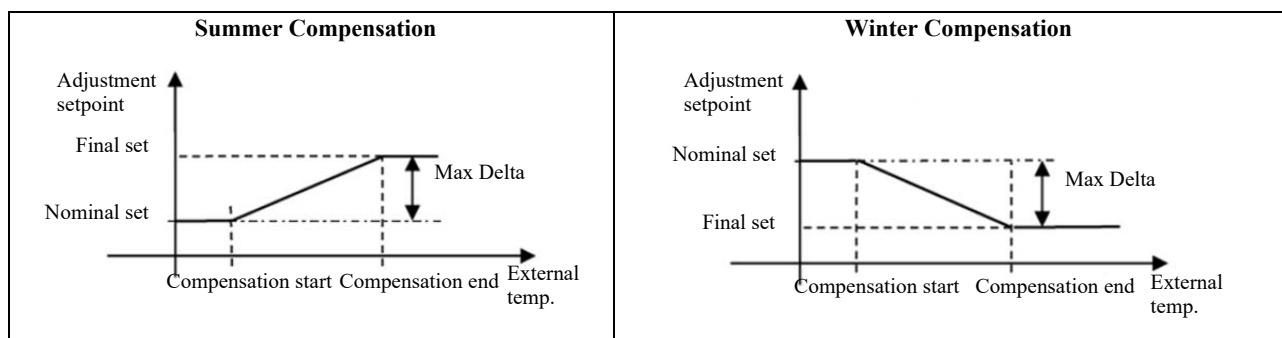 Summer Compensation
Adjustment
setpoint
Final set
Max Delta
Nominal set
Compensation start
Compensation end
External
temp.
Winter Compensation
Adjustment
setpoint
Nominal set
Max Delta
Final set
Compensation start
Compensation end
External
temp.